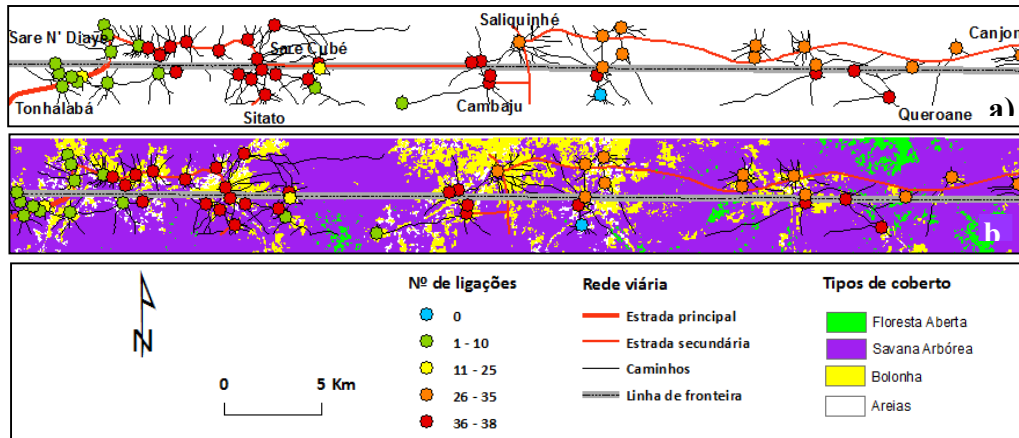 Saliquinhé
Sare N' Diaye
Sare Cubé
Canjor
Tonhalabá
Sitato
Cambaju
Queroane
a)
b
Nº de ligações
0
1 - 10
11 - 25
26 - 35
36 - 38
Rede viária
Estrada principal
Estrada secundária
Caminhos
Linha de fronteira
Tipos de coberto
Floresta Aberta
Savana Arbórea
Bolonha
Areias
N
0 5 Km